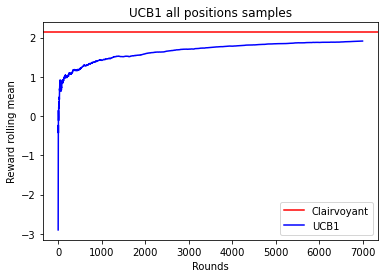 UCB1 all positions samples
Reward rolling mean
2
1
0
−1
−2
−3
Clairvoyant
UCB1
0 1000 2000 3000 4000 5000 6000 7000
Rounds